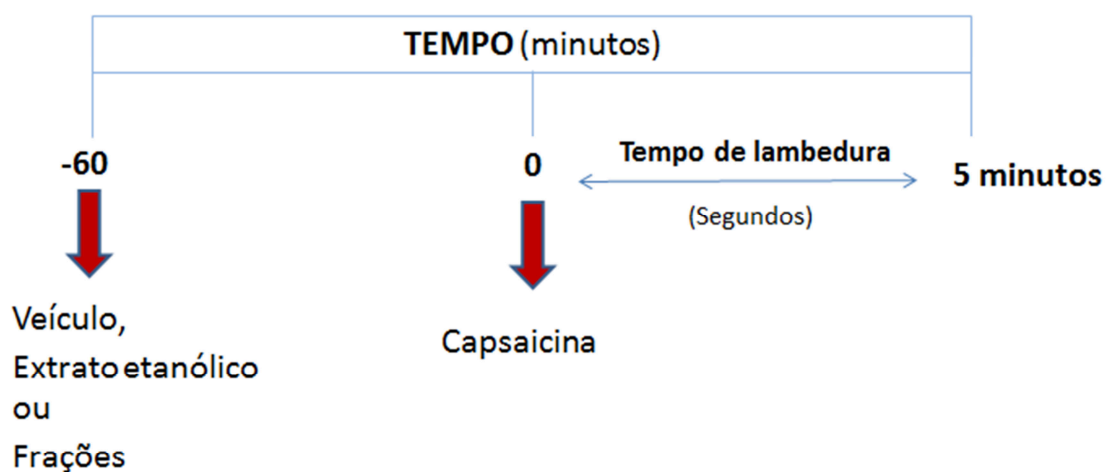 TEMPO (minutos)
-60
0
Tempo de lambedura
(Segundos)
5 minutos
Veículo,
Extrato etanólico
ou
Frações
Capsaicina